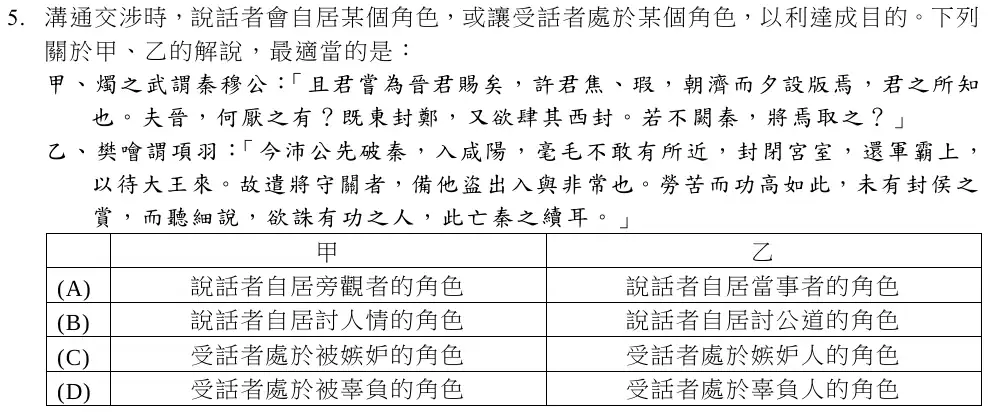 5. 溝通交涉時，說話者會自居某個角色，或讓受話者處於某個角色，以利達成目的。下列
關於甲、乙的解說，最適當的是：
甲、燭之武謂秦穆公：「且君嘗為晉君賜矣，許君焦、瑕，朝濟而夕設版焉，君之所知
也。夫晉，何厭之有？既東封鄭，又欲肆其西封。若不闕秦，將焉取之？」
乙、樊噲謂項羽：「今沛公先破秦，入咸陽，毫毛不敢有所近，封閉宮室，還軍霸上，
以待大王來。故遣將守關者，備他盜出入與非常也。勞苦而功高如此，未有封侯之
賞，而聽細說，欲誅有功之人，此亡秦之續耳。」
甲 乙
(A) 說話者自居旁觀者的角色 說話者自居當事者的角色
(B) 說話者自居討人情的角色 說話者自居討公道的角色
(C) 受話者處於被嫉妒的角色 受話者處於嫉妒人的角色
(D) 受話者處於被辜負的角色 受話者處於辜負人的角色